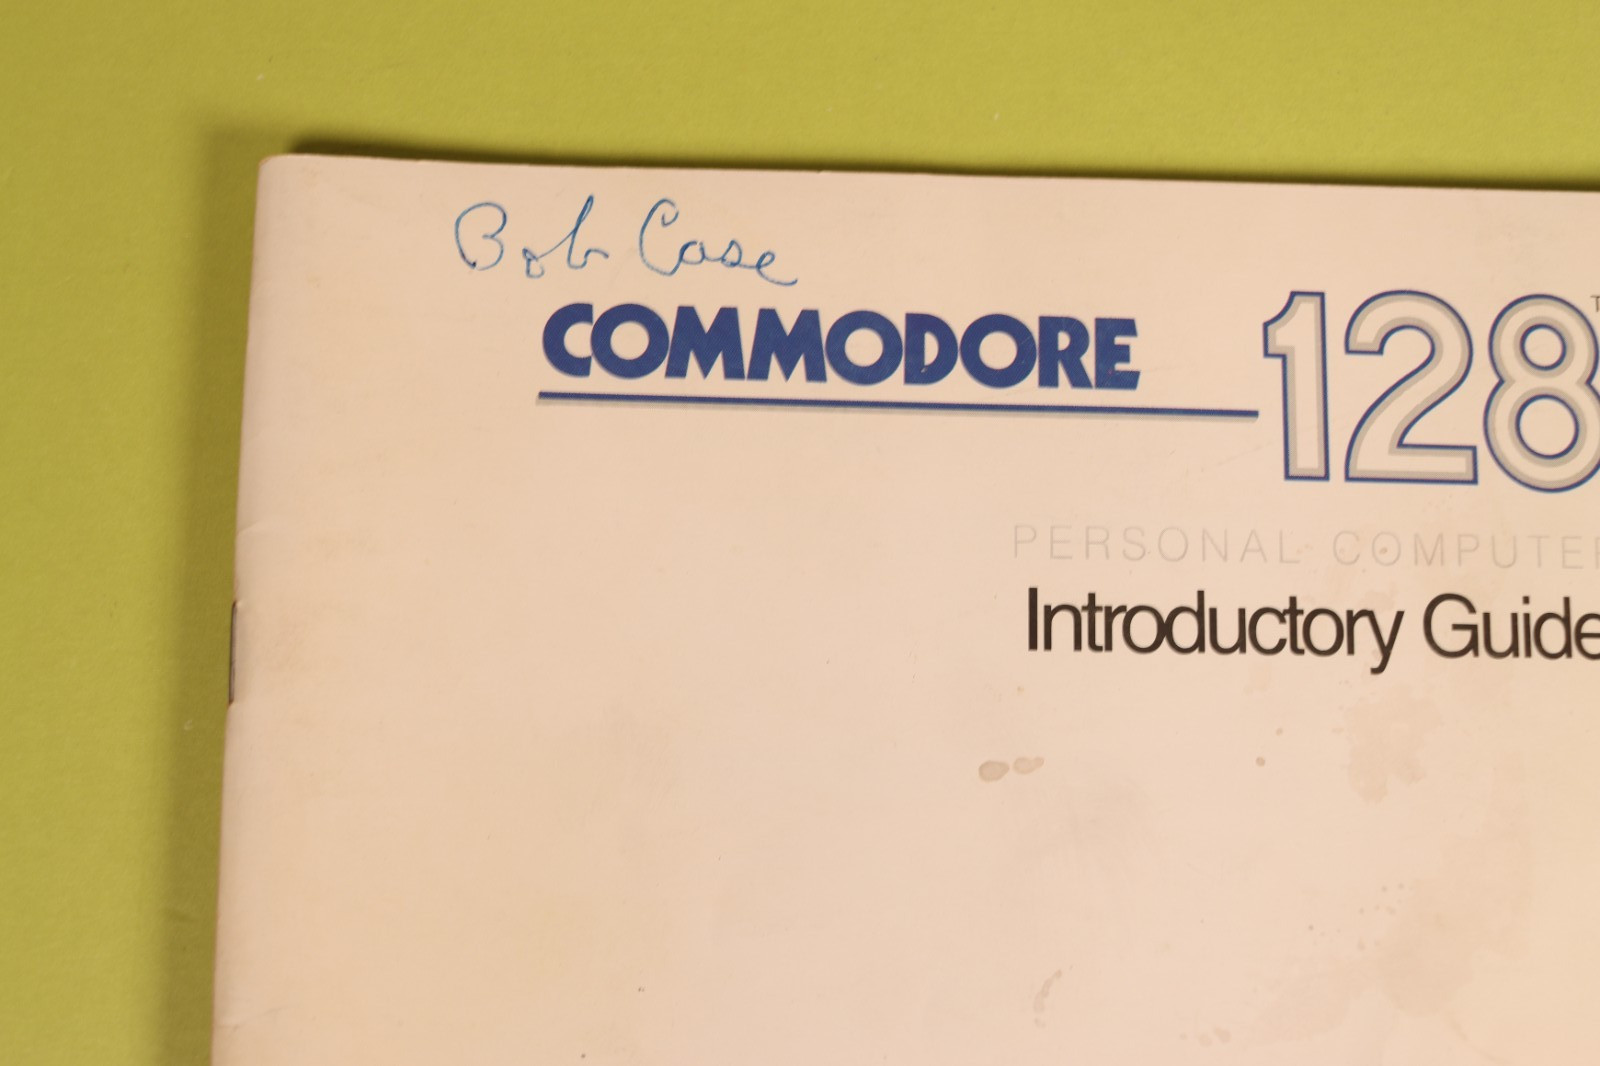 Bob Case
COMMODORE 128
PERSONAL COMPUTER
Introductory Guide